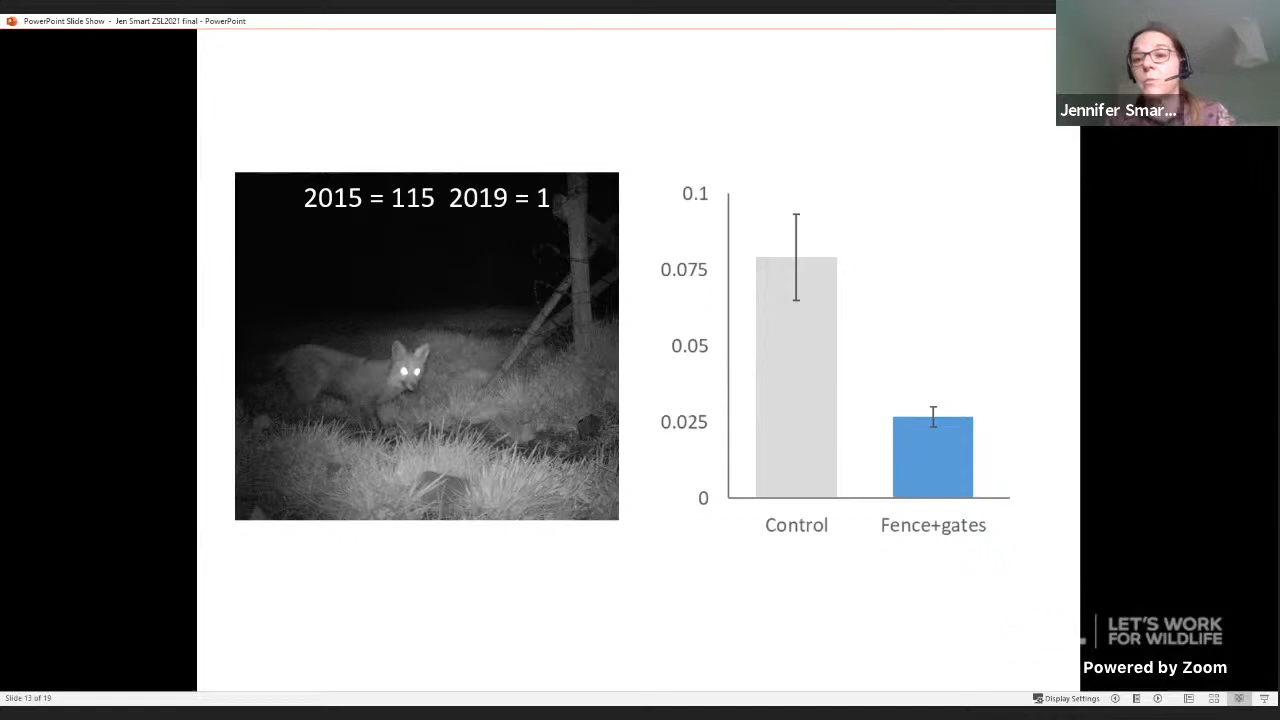 PowerPoint Slide Show - Jen Smart ZSL2021 final - PowerPoint
Jennifer Smar...
2015 = 115 2019 = 1
0.1
0.075
0.05
0.025
0
Control
Fence+gates
LET'S WORK
FOR WILDLIFE
Powered by Zoom
Slide 13 of 19
Display Settings